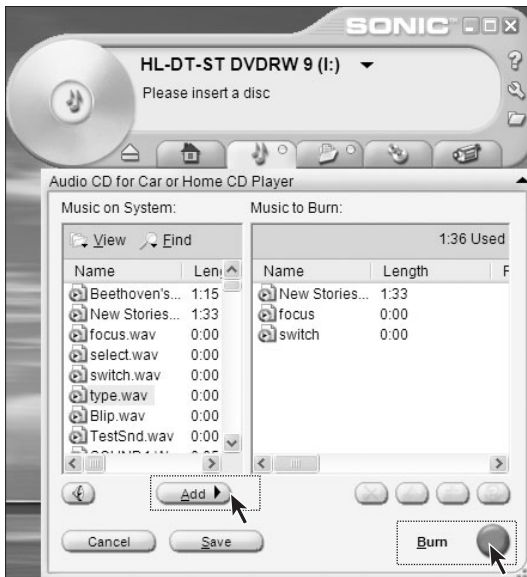 SONIC
HL-DT-ST DVDRW 9 (I:)
Please insert a disc
Audio CD for Car or Home CD Player
Music on System:
Music to Burn:
View Find
1:36 Used
Name Len
Name Length F
Beethoven's... 1:15
New Stories... 1:33
New Stories... 1:33
focus 0:00
focus.wav 0:00
switch 0:00
select.wav 0:00
switch.wav 0:00
type.wav 0:00
Blip.wav 0:00
TestSnd.wav 0:00
Add
Cancel
Save
Burn